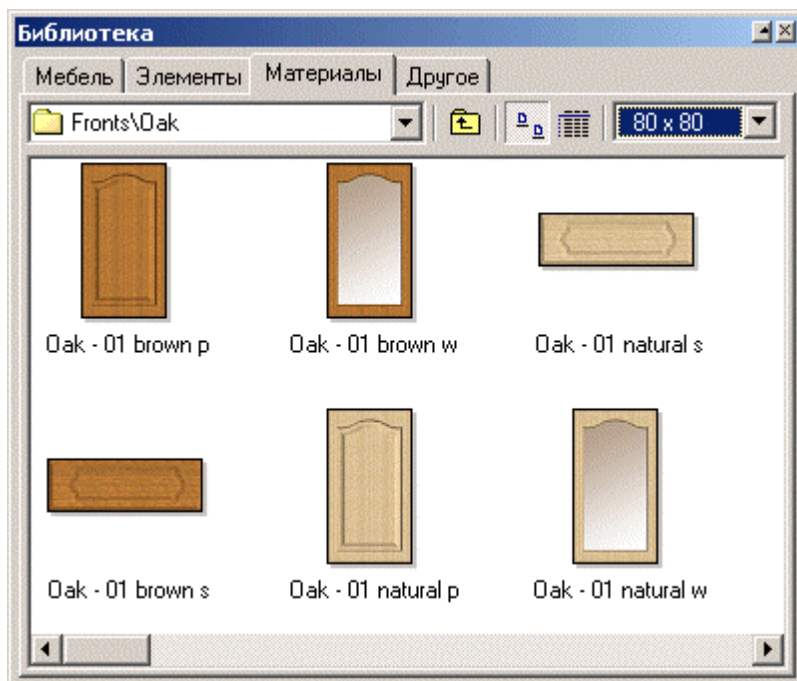 Библиотека
Мебель Элементы Материалы Другое
Fronts\Oak 80 x 80
Oak - 01 brown p Oak - 01 brown w Oak - 01 natural s
Oak - 01 brown s Oak - 01 natural p Oak - 01 natural w